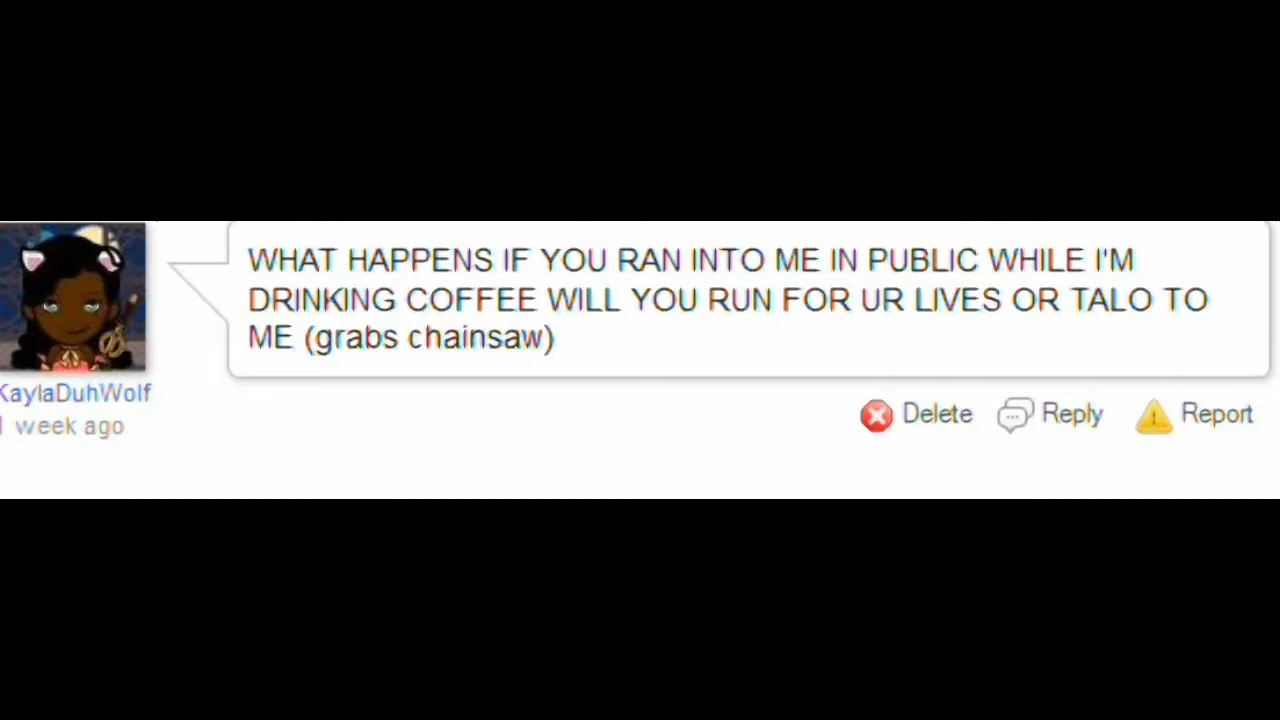 WHAT HAPPENS IF YOU RAN INTO ME IN PUBLIC WHILE I'M
DRINKING COFFEE WILL YOU RUN FOR UR LIVES OR TALO TO
ME (grabs chainsaw)
KaylaDuhWolf
1 week ago
Delete Reply Report